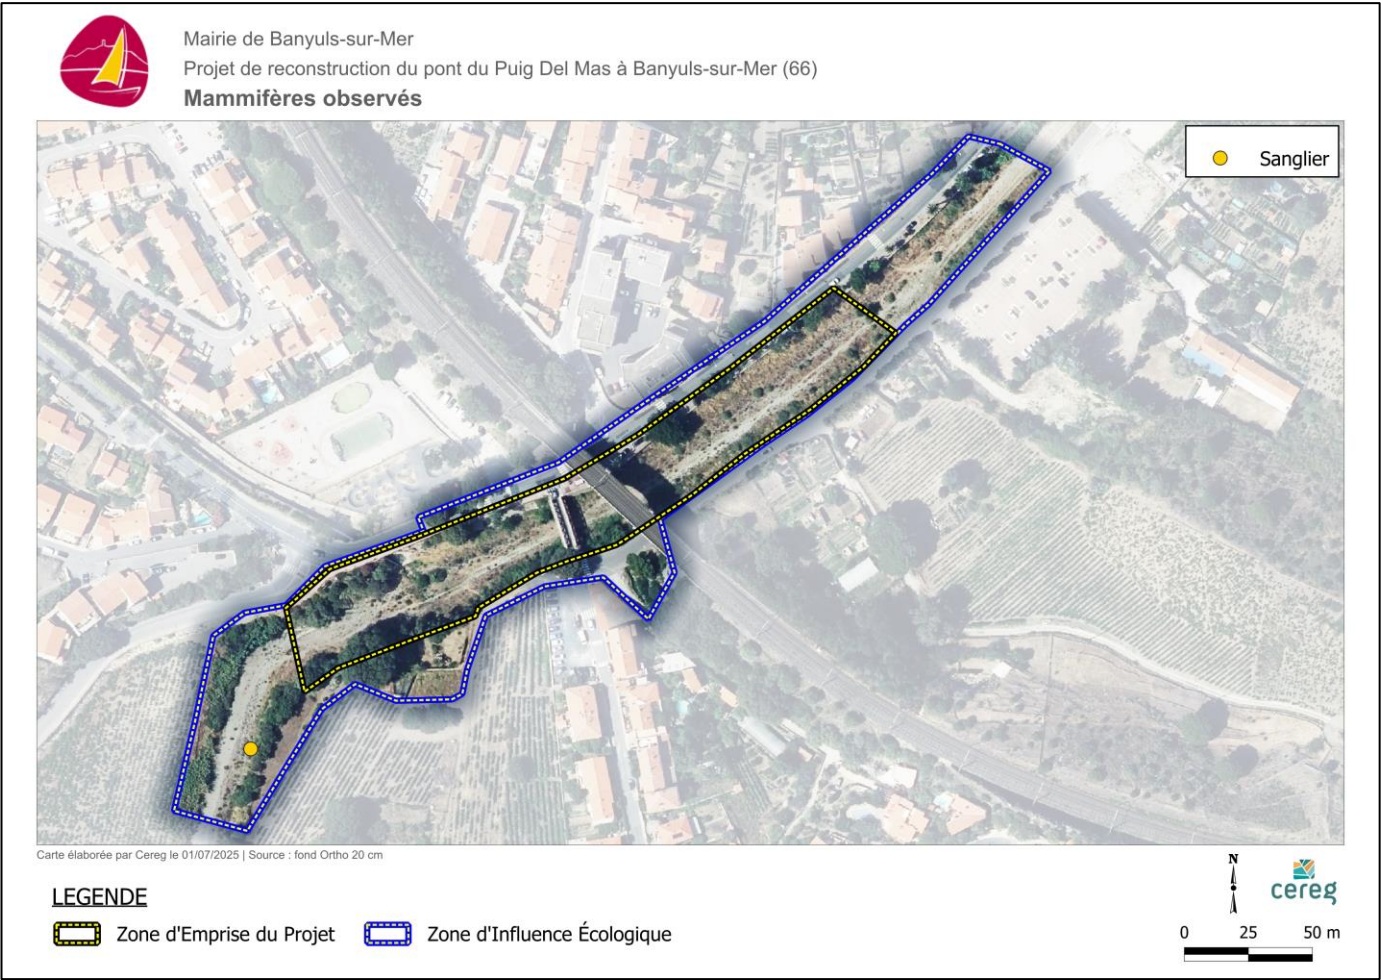 Mairie de Banyuls-sur-Mer
Projet de reconstruction du pont du Puig Del Mas à Banyuls-sur-Mer (66)
Mammifères observés
Sanglier
Carte élaborée par Cereg le 01/07/2025 | Source : fond Ortho 20 cm
LEGENDE
Zone d'Emprise du Projet
Zone d'Influence Écologique
N
cereg
0 25 50 m